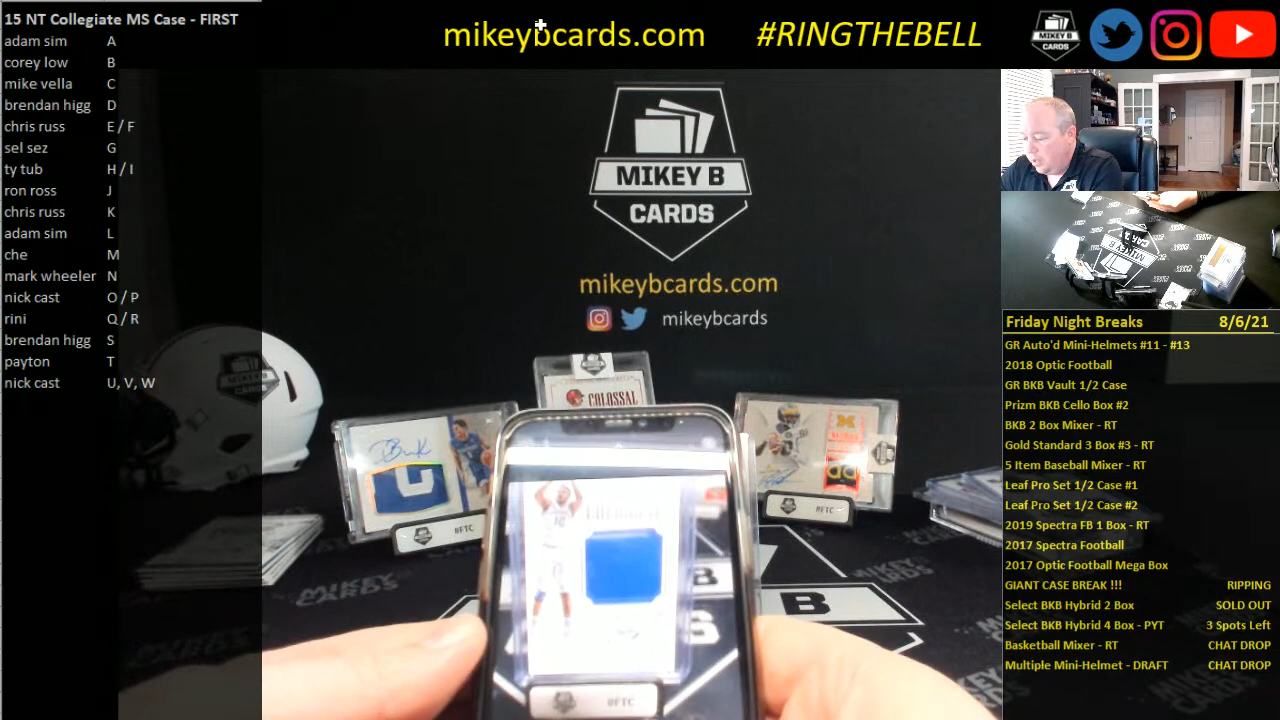 15 NT Collegiate MS Case - FIRST
adam sim A
corey low B
mike vella C
brendan higg D
chris russ E / F
sel sez G
ty tub H / I
ron ross J
chris russ K
adam sim L
che M
mark wheeler N
nick cast O / P
rini Q / R
brendan higg S
payton T
nick cast U, V, W
mikeybcards.com #RINGTHEBELL
MIKEY B
CARDS
MIKEY B
CARDS
mikeybcards.com
mikeybcards
COLOSSAL
#FTC
#FTC
#FTC
B
Friday Night Breaks 8/6/21
GR Auto'd Mini-Helmets #11 - #13
2018 Optic Football
GR BKB Vault 1/2 Case
Prizm BKB Cello Box #2
BKB 2 Box Mixer - RT
Gold Standard 3 Box #3 - RT
5 Item Baseball Mixer - RT
Leaf Pro Set 1/2 Case #1
Leaf Pro Set 1/2 Case #2
2019 Spectra FB 1 Box - RT
2017 Spectra Football
2017 Optic Football Mega Box
GIANT CASE BREAK !!! RIPPING
Select BKB Hybrid 2 Box SOLD OUT
Select BKB Hybrid 4 Box - PYT 3 Spots Left
Basketball Mixer - RT CHAT DROP
Multiple Mini-Helmet - DRAFT CHAT DROP